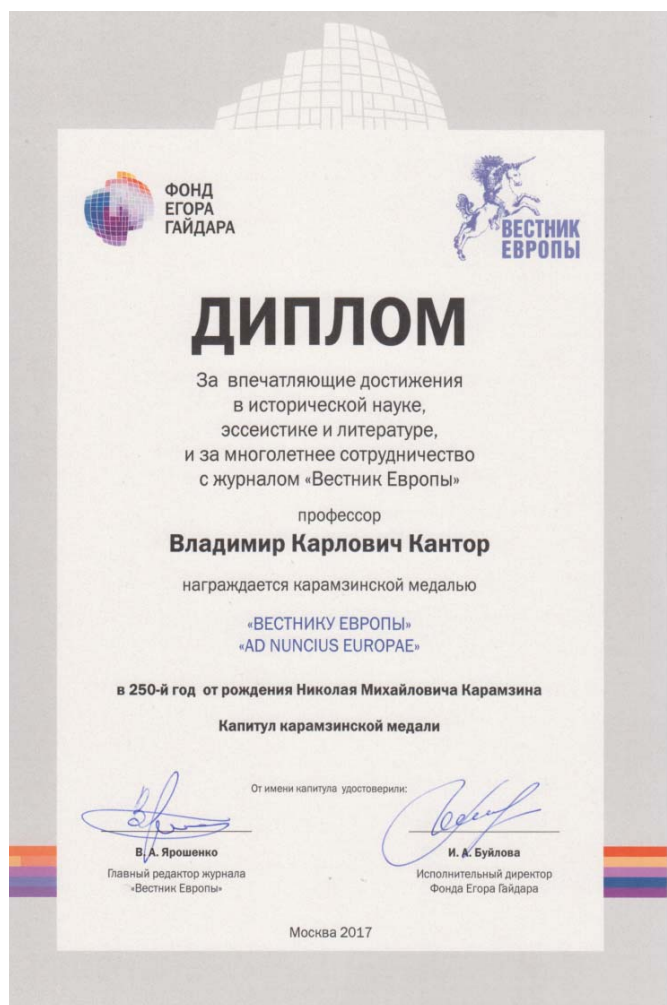 ФОНД
ЕГОРА
ГАЙДАРА
ВЕСТНИК
ЕВРОПЫ
ДИПЛОМ
За впечатляющие достижения
в исторической науке,
эссеистике и литературе,
и за многолетнее сотрудничество
с журналом «Вестник Европы»
профессор
Владимир Карлович Кантор
награждается карамзинской медалью
«ВЕСТНИКУ ЕВРОПЫ»
«AD NUNCIUS EUROPAE»
в 250-й год от рождения Николая Михайловича Карамзина
Капитул карамзинской медали
От имени капитула удостоверили:
В. А. Ярошенко
Главный редактор журнала
«Вестник Европы»
И. А. Буйлова
Исполнительный директор
Фонда Егора Гайдара
Москва 2017